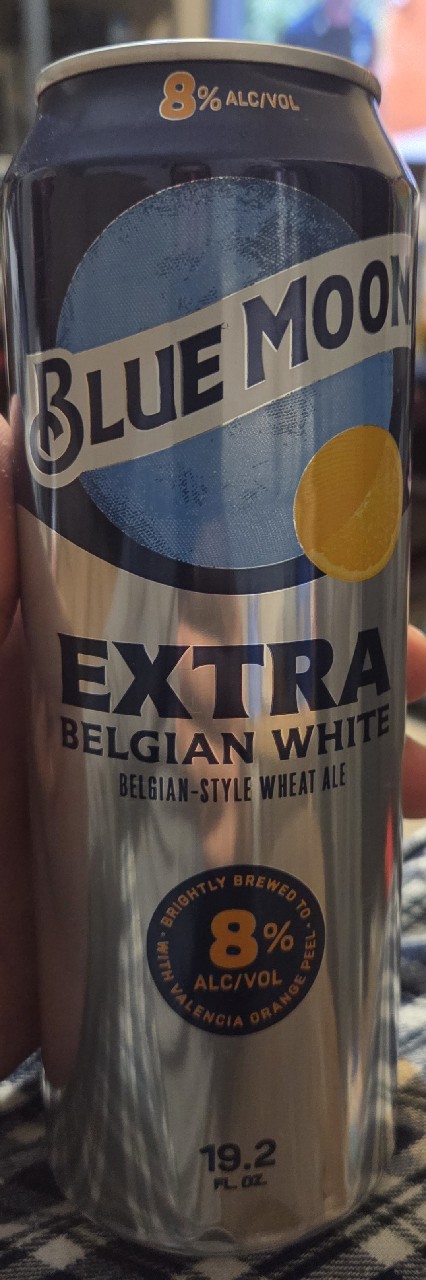 8% ALC/VOL
BLUE MOON
EXTRA
BELGIAN WHITE
BELGIAN-STYLE WHEAT ALE
· BRIGHTLY BREWED TO ·
8%
ALC/VOL
WITH VALENCIA ORANGE PEEL
19.2
FL. OZ.